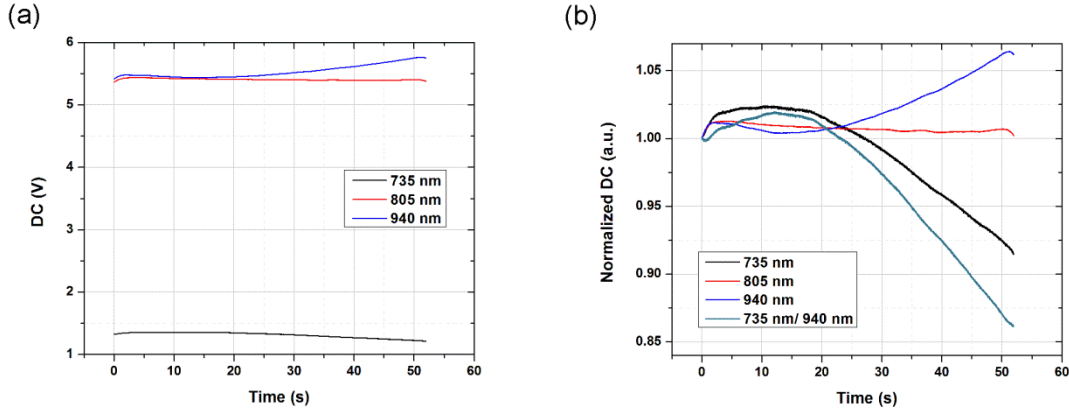 (a)
6
5
4
3
2
1
DC (V)
0
10
20
30
40
50
60
Time (s)
735 nm
805 nm
940 nm
(b)
1.05
1.00
0.95
0.90
0.85
Normalized DC (a.u.)
0
10
20
30
40
50
60
Time (s)
735 nm
805 nm
940 nm
735 nm/ 940 nm